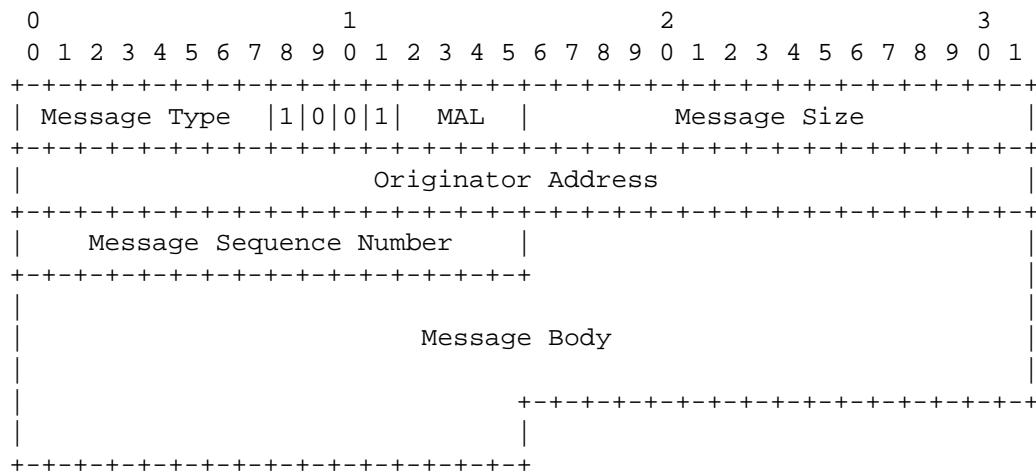 0                   1                   2                   3
 0 1 2 3 4 5 6 7 8 9 0 1 2 3 4 5 6 7 8 9 0 1 2 3 4 5 6 7 8 9 0 1
+-+-+-+-+-+-+-+-+-+-+-+-+-+-+-+-+-+-+-+-+-+-+-+-+-+-+-+-+-+-+-+-+
| Message Type  |1|0|0|1|  MAL  |         Message Size          |
+-+-+-+-+-+-+-+-+-+-+-+-+-+-+-+-+-+-+-+-+-+-+-+-+-+-+-+-+-+-+-+-+
|                      Originator Address                       |
+-+-+-+-+-+-+-+-+-+-+-+-+-+-+-+-+-+-+-+-+-+-+-+-+-+-+-+-+-+-+-+-+
|    Message Sequence Number    |                               |
+-+-+-+-+-+-+-+-+-+-+-+-+-+-+-+-+                               |
|                                                               |
|                         Message Body                          |
|                                                               |
|                               +-+-+-+-+-+-+-+-+-+-+-+-+-+-+-+-+
|                               |
+-+-+-+-+-+-+-+-+-+-+-+-+-+-+-+-+